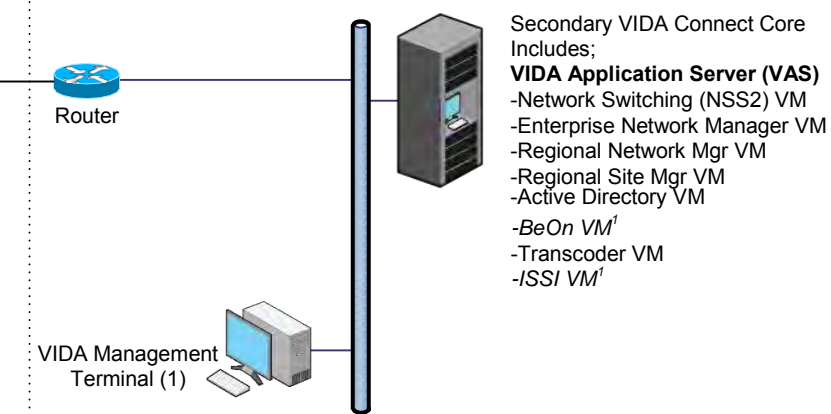 Secondary VIDA Connect Core
Includes;
VIDA Application Server (VAS)
-Network Switching (NSS2) VM
-Enterprise Network Manager VM
-Regional Network Mgr VM
-Regional Site Mgr VM
-Active Directory VM
-BeOn VM¹
-Transcoder VM
-ISSI VM¹
Router
VIDA Management
Terminal (1)